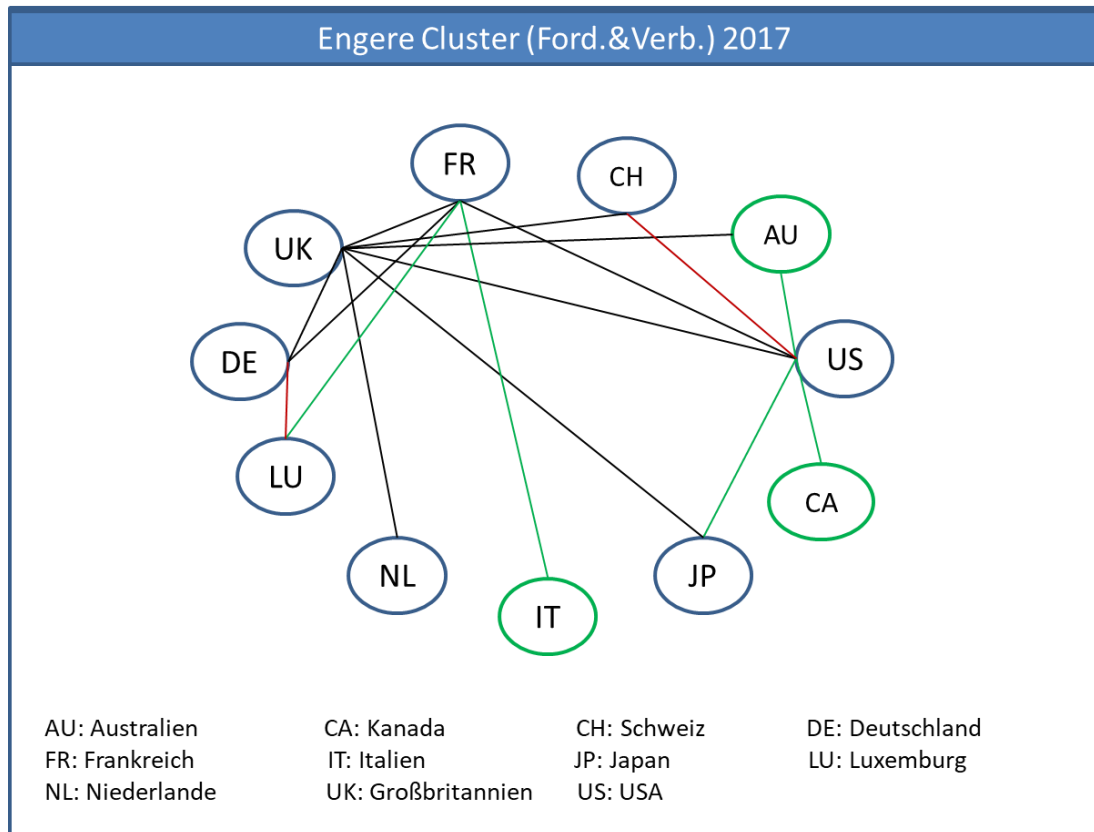 Engere Cluster (Ford.&Verb.) 2017
FR
CH
AU
UK
DE
US
LU
CA
NL
JP
IT
AU: Australien CA: Kanada CH: Schweiz DE: Deutschland
FR: Frankreich IT: Italien JP: Japan LU: Luxemburg
NL: Niederlande UK: Großbritannien US: USA